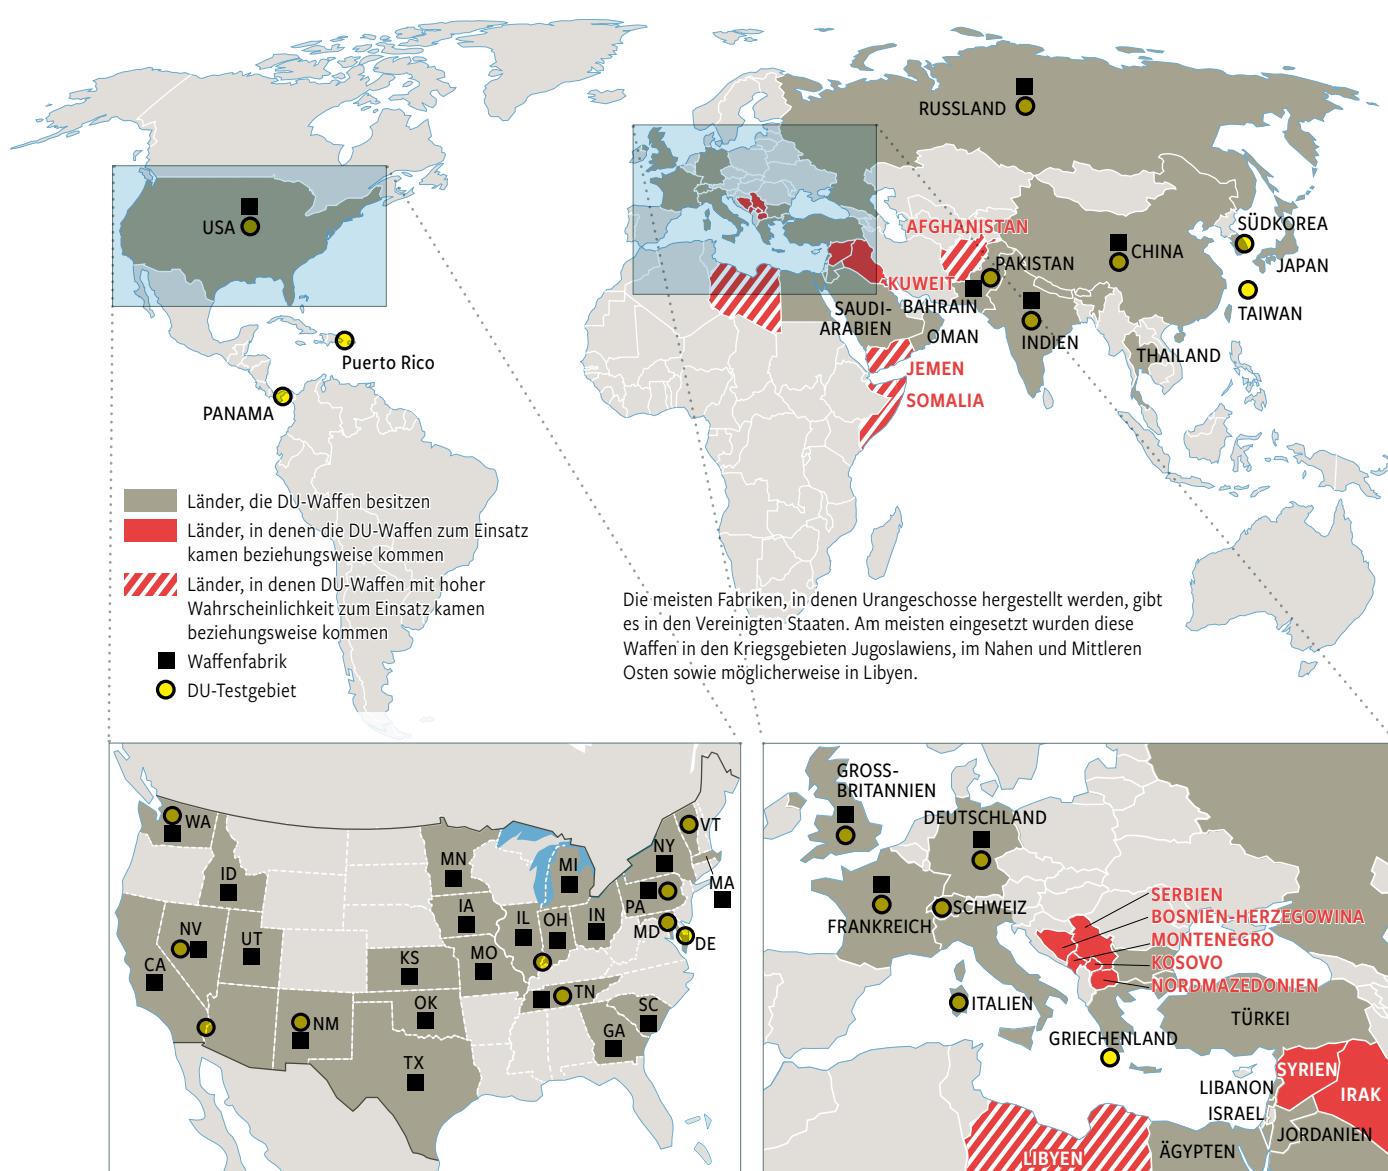 RUSSLAND
USA
SÜDKOREA
AFGHANISTAN
CHINA
PAKISTAN
JAPAN
KUWEIT
SAUDI-
ARABIEN
BAHRAIN
TAIWAN
OMAN
INDIEN
THAILAND
Puerto Rico
JEMEN
PANAMA
SOMALIA
Länder, die DU-Waffen besitzen
Länder, in denen die DU-Waffen zum Einsatz
kamen beziehungsweise kommen
Länder, in denen DU-Waffen mit hoher
Wahrscheinlichkeit zum Einsatz kamen
beziehungsweise kommen
Waffenfabrik
DU-Testgebiet
Die meisten Fabriken, in denen Urangeschosse hergestellt werden, gibt
es in den Vereinigten Staaten. Am meisten eingesetzt wurden diese
Waffen in den Kriegsgebieten Jugoslawiens, im Nahen und Mittleren
Osten sowie möglicherweise in Libyen.
WA
VT
NY
MN
MI
ID
MA
IA
PA
IL
OH
IN
NV
MD
UT
DE
MO
CA
KS
TN
OK
SC
NM
GA
TX
GROSS-
BRITANNIEN
DEUTSCHLAND
SERBIEN
SCHWEIZ
BOSNIEN-HERZEGOWINA
FRANKREICH
MONTENEGRO
KOSOVO
NORDMAZEDONIEN
ITALIEN
TÜRKEI
GRIECHENLAND
SYRIEN
LIBANON
IRAK
ISRAEL
JORDANIEN
ÄGYPTEN
LIBYEN